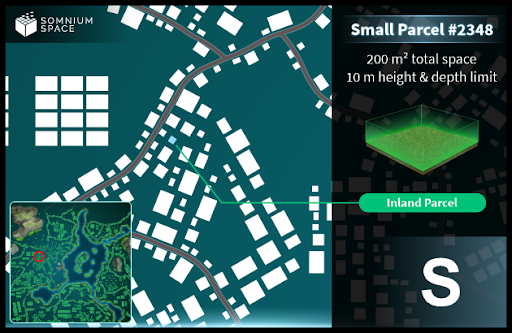 SOMNIUM
SPACE
Small Parcel #2348
200 m² total space
10 m height & depth limit
Inland Parcel
S